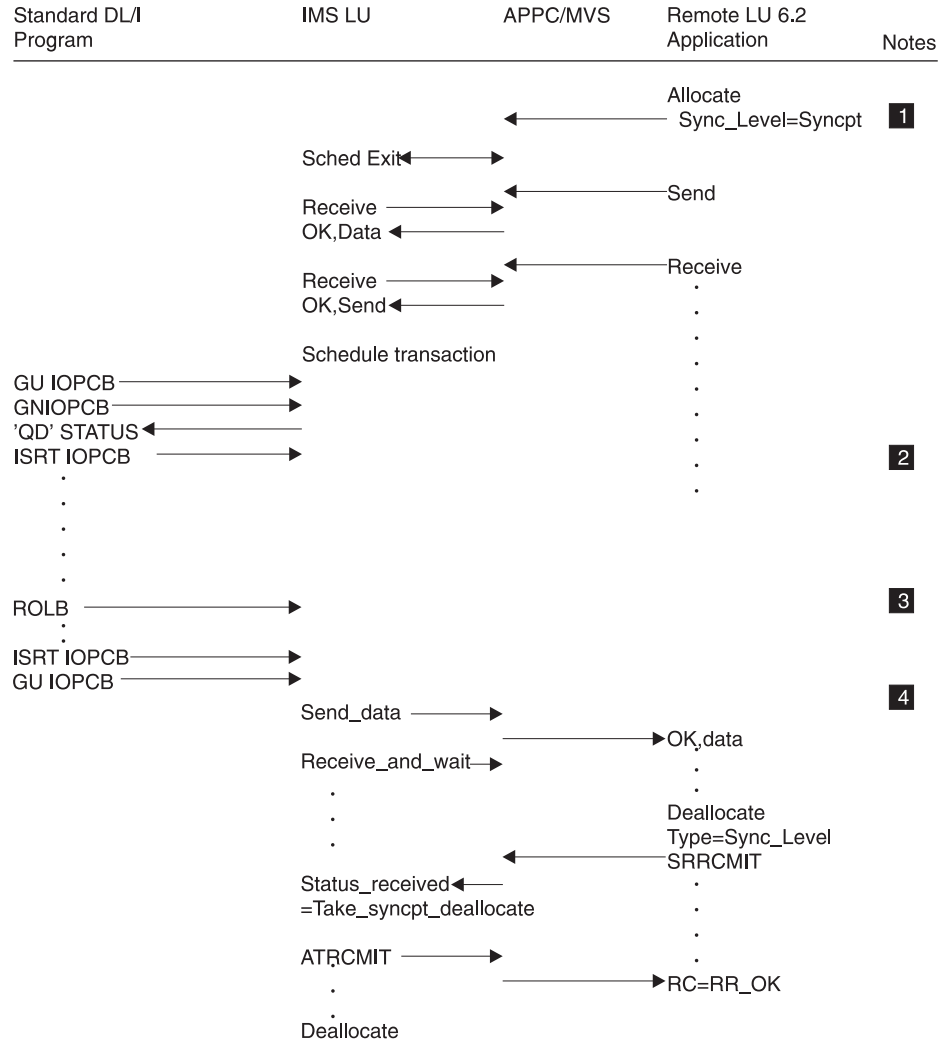 Standard DL/I Program
IMS LU
APPC/MVS
Remote LU 6.2 Application
Notes
Allocate
Sync_Level=Syncpt
1
Sched Exit
Send
Receive
OK,Data
Receive
Receive
OK,Send
Schedule transaction
GU IOPCB
GNIOPCB
'QD' STATUS
ISRT IOPCB
2
ROLB
3
ISRT IOPCB
GU IOPCB
4
Send_data
OK,data
Receive_and_wait
Deallocate
Type=Sync_Level
SRRCMIT
Status_received
=Take_syncpt_deallocate
ATRCMIT
RC=RR_OK
Deallocate